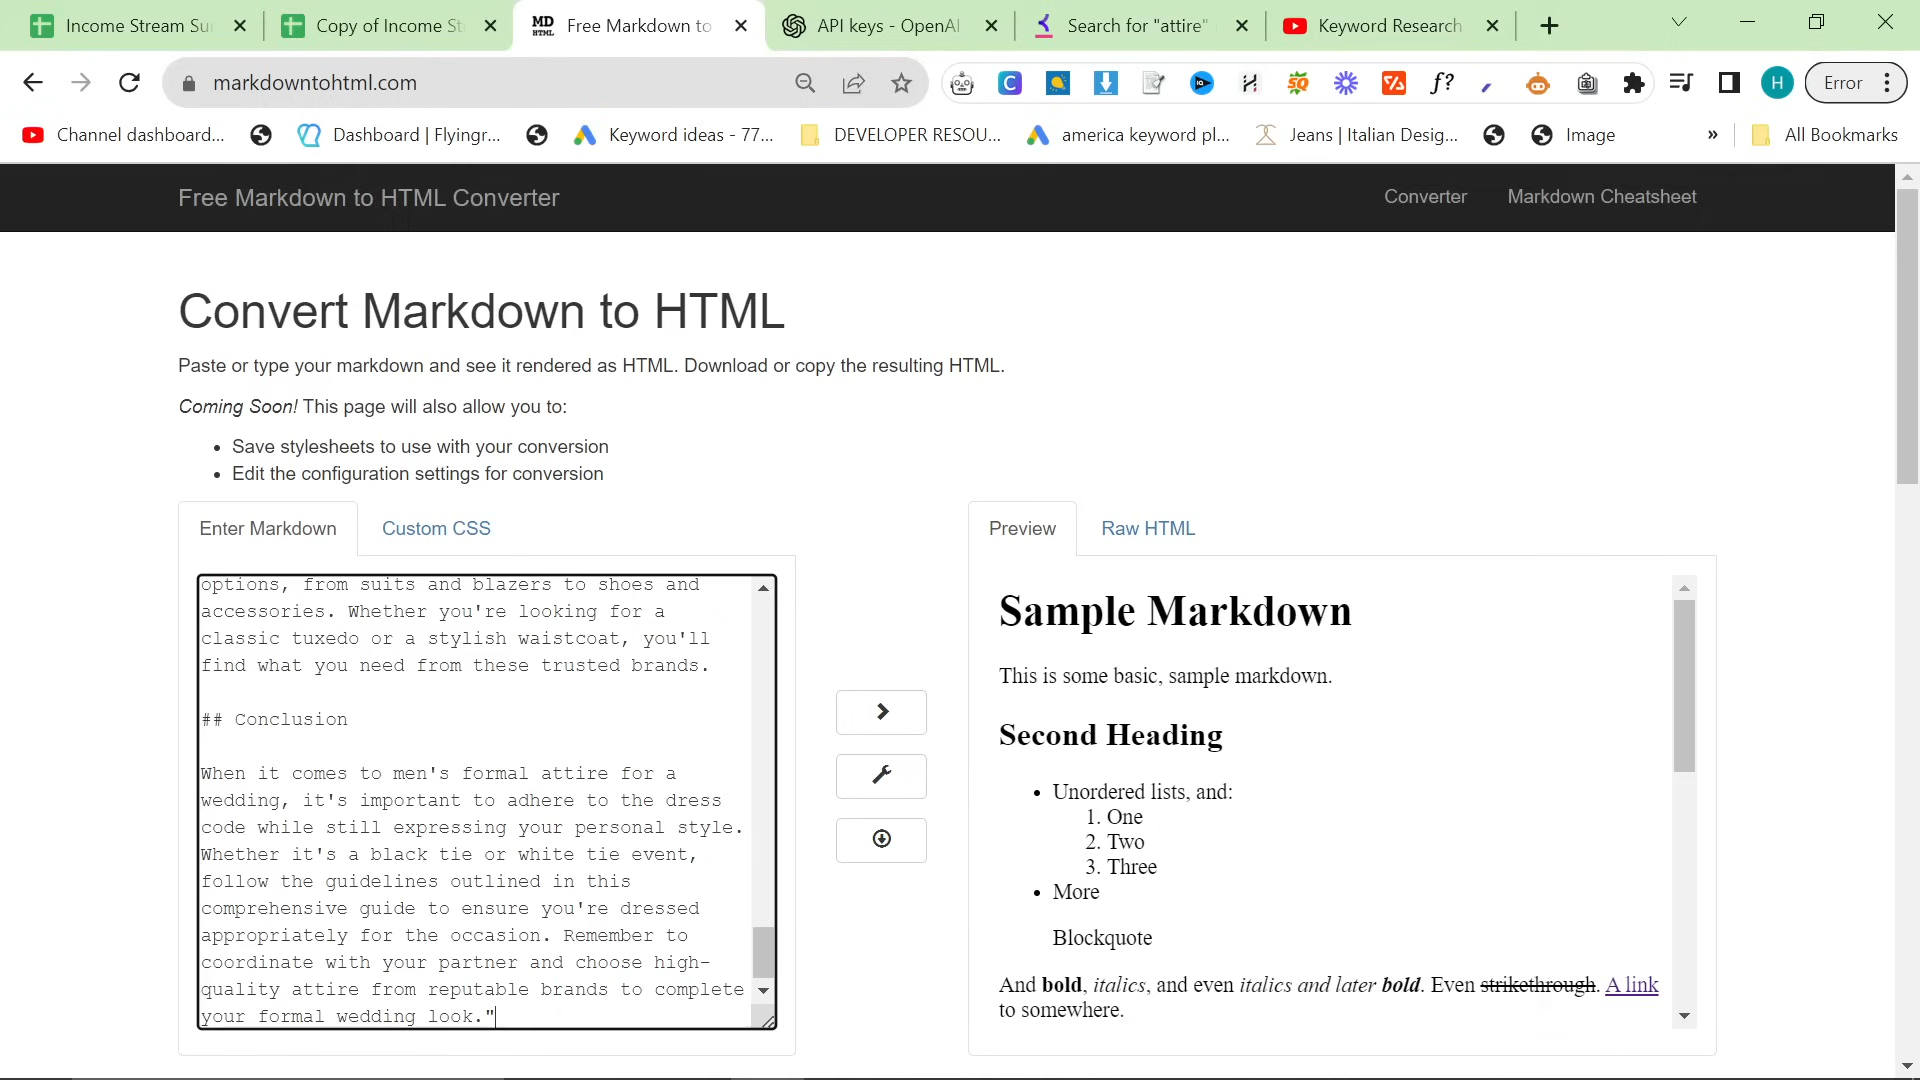 Income Stream Su
Copy of Income St
MD HTML Free Markdown to
API keys - OpenAI
Search for "attire"
Keyword Research
markdowntohtml.com
H
Error
Channel dashboard...
Dashboard | Flyingr...
Keyword ideas - 77...
DEVELOPER RESOU...
america keyword pl...
Jeans | Italian Desig...
Image
»
All Bookmarks
Free Markdown to HTML Converter
Converter
Markdown Cheatsheet
Convert Markdown to HTML
Paste or type your markdown and see it rendered as HTML. Download or copy the resulting HTML.
Coming Soon! This page will also allow you to:
• Save stylesheets to use with your conversion
• Edit the configuration settings for conversion
Enter Markdown
Custom CSS
options, from suits and blazers to shoes and
accessories. Whether you're looking for a
classic tuxedo or a stylish waistcoat, you'll
find what you need from these trusted brands.
## Conclusion
When it comes to men's formal attire for a
wedding, it's important to adhere to the dress
code while still expressing your personal style.
Whether it's a black tie or white tie event,
follow the guidelines outlined in this
comprehensive guide to ensure you're dressed
appropriately for the occasion. Remember to
coordinate with your partner and choose high-
quality attire from reputable brands to complete
your formal wedding look."
Preview
Raw HTML
Sample Markdown
This is some basic, sample markdown.
Second Heading
• Unordered lists, and:
1. One
2. Two
3. Three
• More
Blockquote
And bold, italics, and even italics and later bold. Even strikethrough. A link
to somewhere.